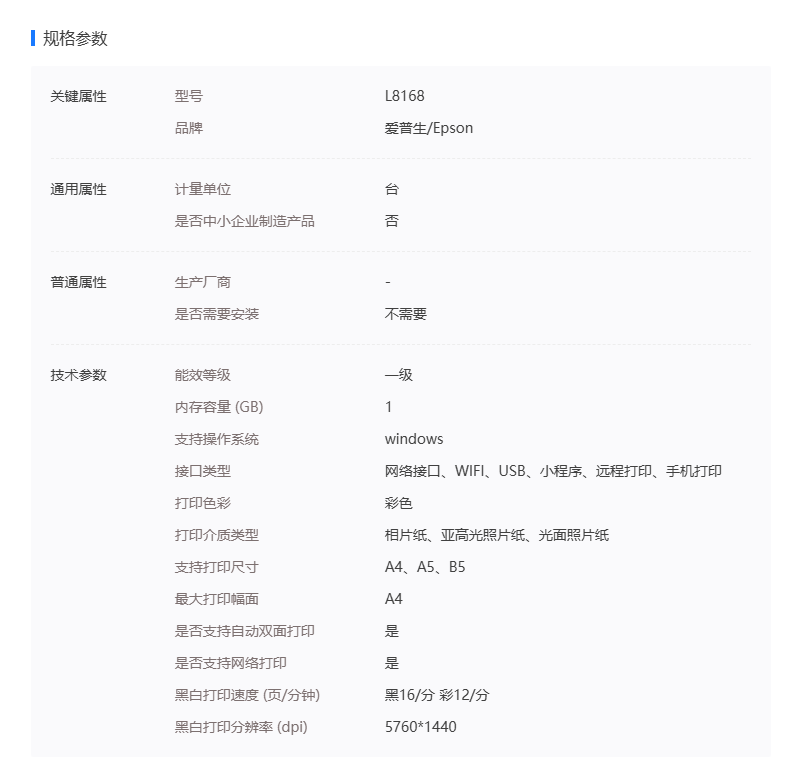 规格参数
关键属性 型号 L8168
品牌 爱普生/Epson
通用属性 计量单位 台
是否中小企业制造产品 否
普通属性 生产厂商 -
是否需要安装 不需要
技术参数 能效等级 一级
内存容量 (GB) 1
支持操作系统 windows
接口类型 网络接口、WIFI、USB、小程序、远程打印、手机打印
打印色彩 彩色
打印介质类型 相片纸、亚高光照片纸、光面照片纸
支持打印尺寸 A4、A5、B5
最大打印幅面 A4
是否支持自动双面打印 是
是否支持网络打印 是
黑白打印速度 (页/分钟) 黑16/分 彩12/分
黑白打印分辨率 (dpi) 5760*1440